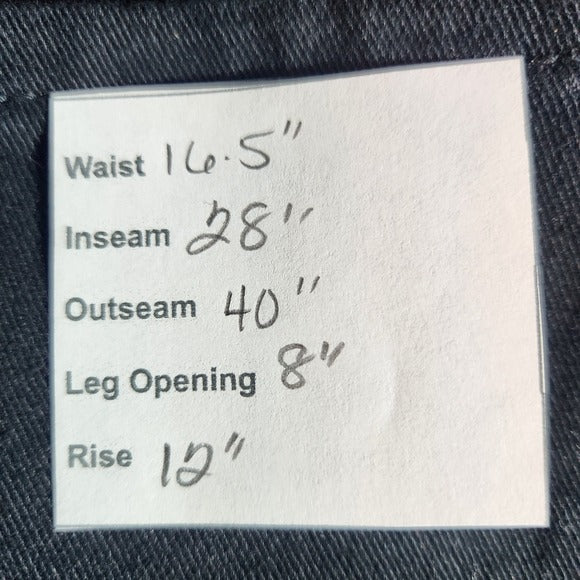 Waist 16.5"
Inseam 28"
Outseam 40"
Leg Opening 8"
Rise 12"